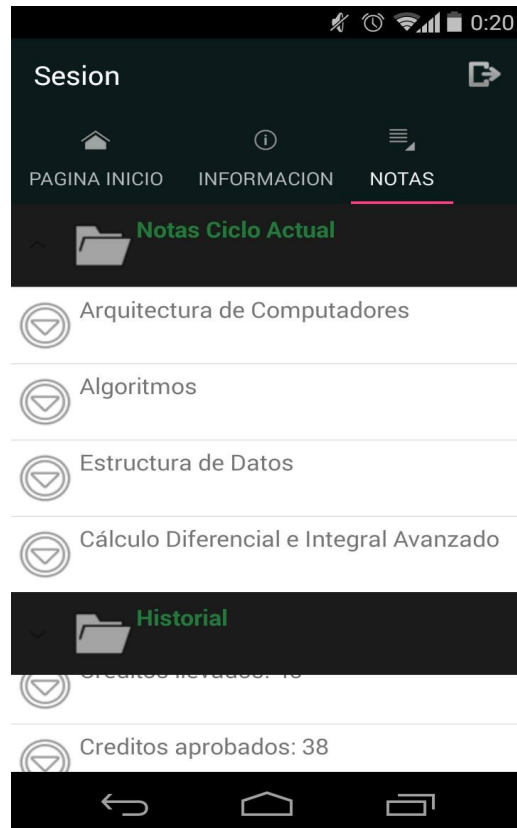 0:20
Sesion
PAGINA INICIO
INFORMACION
NOTAS
Notas Ciclo Actual
Arquitectura de Computadores
Algoritmos
Estructura de Datos
Cálculo Diferencial e Integral Avanzado
Historial
Creditos aprobados: 38